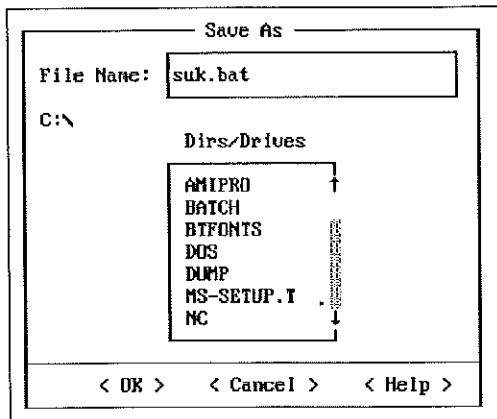 Save As
File Name: suk.bat
C:\
Dirs/Drives
AMIPRO
BATCH
BTFONTS
DOS
DUMP
MS-SETUP.T
NC
< OK > < Cancel > < Help >